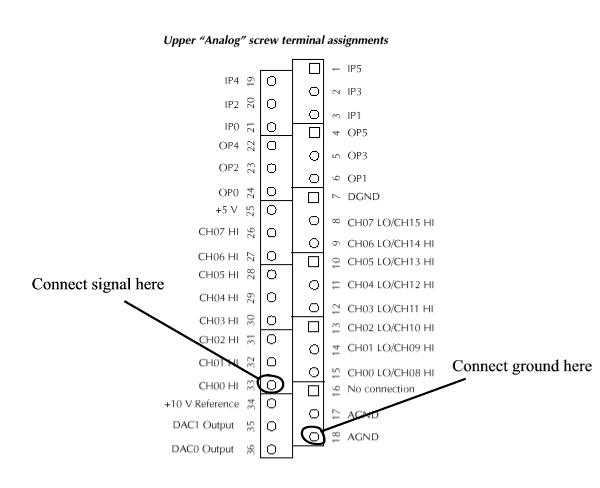 Upper “Analog” screw terminal assignments
1 IP5
IP4 19
2 IP3
IP2 20
3 IP1
IP0 21
4 OP5
OP4 22
5 OP3
OP2 23
6 OP1
OP0 24
7 DGND
+5 V 25
8 CH07 LO/CH15 HI
CH07 HI 26
9 CH06 LO/CH14 HI
CH06 HI 27
10 CH05 LO/CH13 HI
CH05 HI 28
Connect signal here
11 CH04 LO/CH12 HI
CH04 HI 29
12 CH03 LO/CH11 HI
CH03 HI 30
13 CH02 LO/CH10 HI
CH02 HI 31
14 CH01 LO/CH09 HI
CH01 HI 32
Connect ground here
15 CH00 LO/CH08 HI
CH00 HI 33
16 No connection
+10 V Reference 34
17 AGND
DAC1 Output 35
18 AGND
DAC0 Output 36